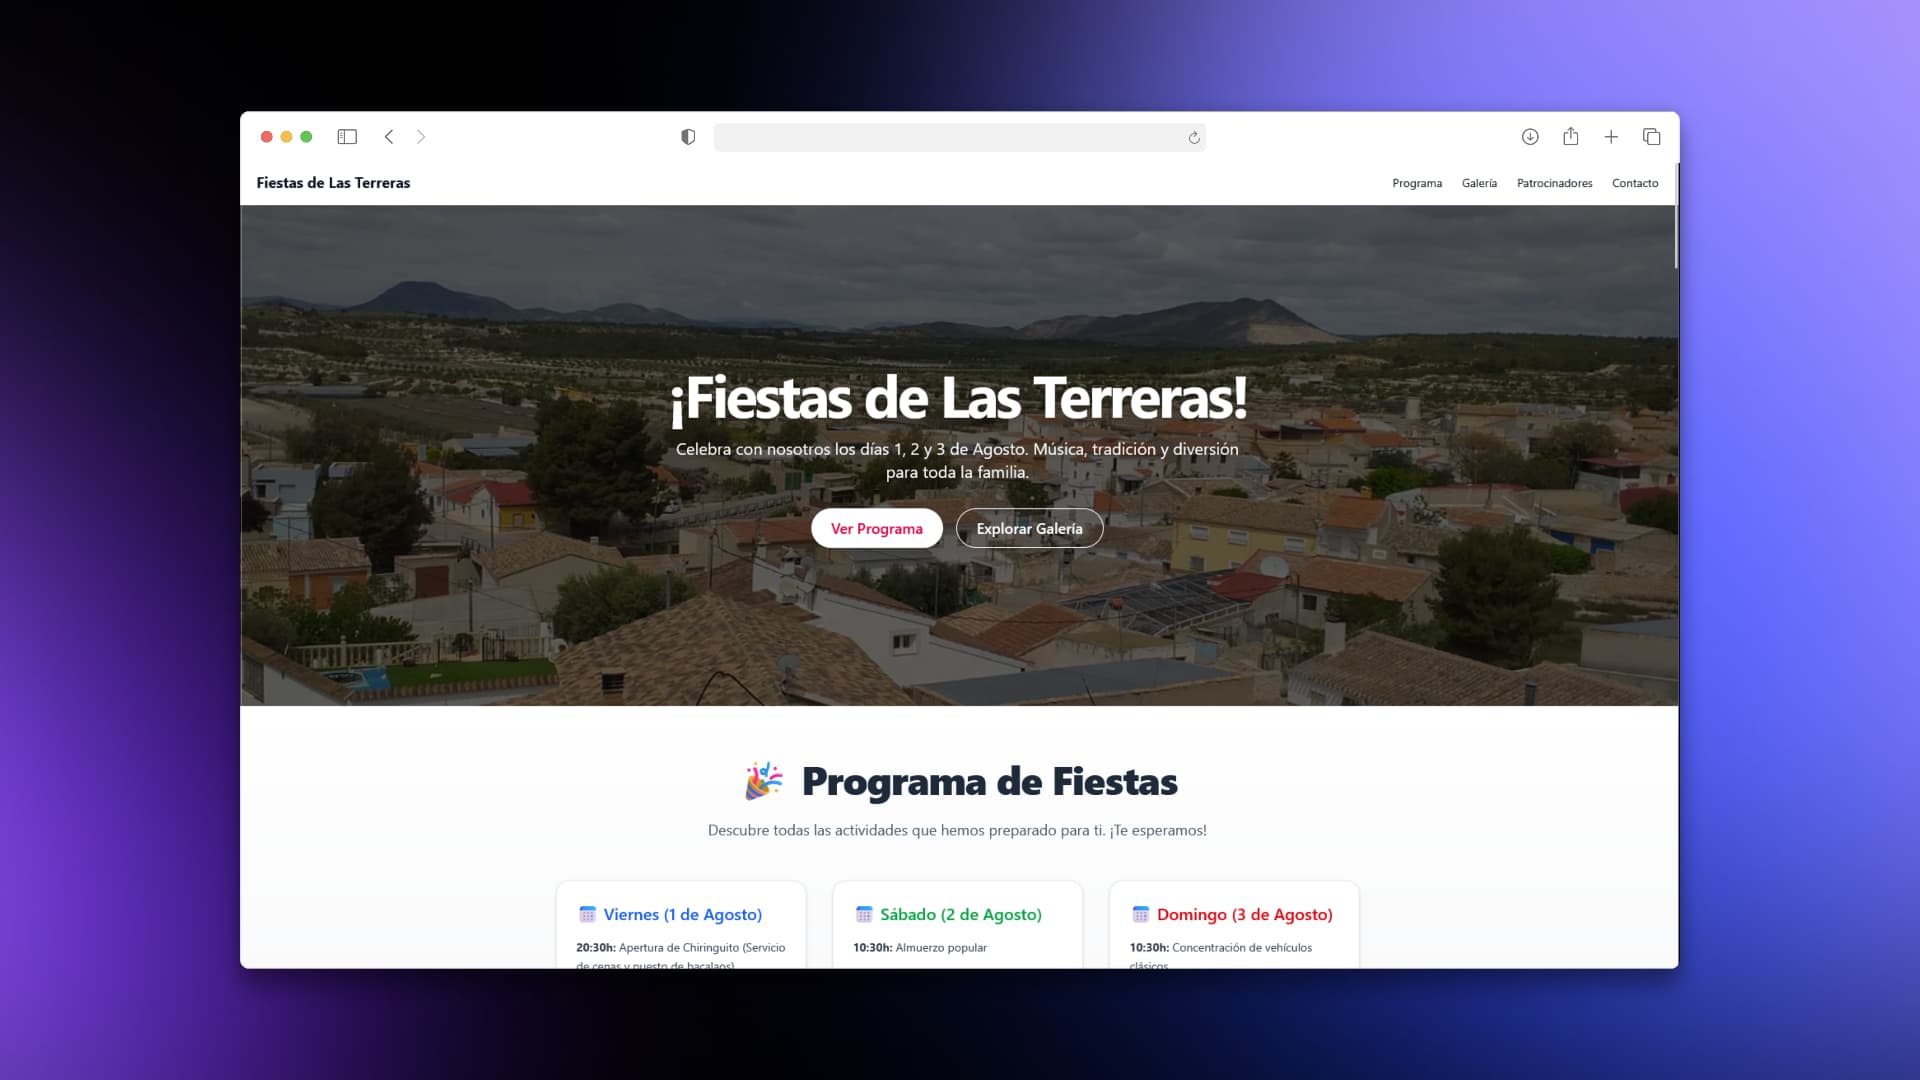 Fiestas de Las Terreras
Programa Galería Patrocinadores Contacto
¡Fiestas de Las Terreras!
Celebra con nosotros los días 1, 2 y 3 de Agosto. Música, tradición y diversión
para toda la familia.
Ver Programa
Explorar Galería
Programa de Fiestas
Descubre todas las actividades que hemos preparado para ti. ¡Te esperamos!
Viernes (1 de Agosto)
20:30h: Apertura de Chiringuito (Servicio
de cenas y puesto de bacalaos)
Sábado (2 de Agosto)
10:30h: Almuerzo popular
Domingo (3 de Agosto)
10:30h: Concentración de vehículos
clásicos